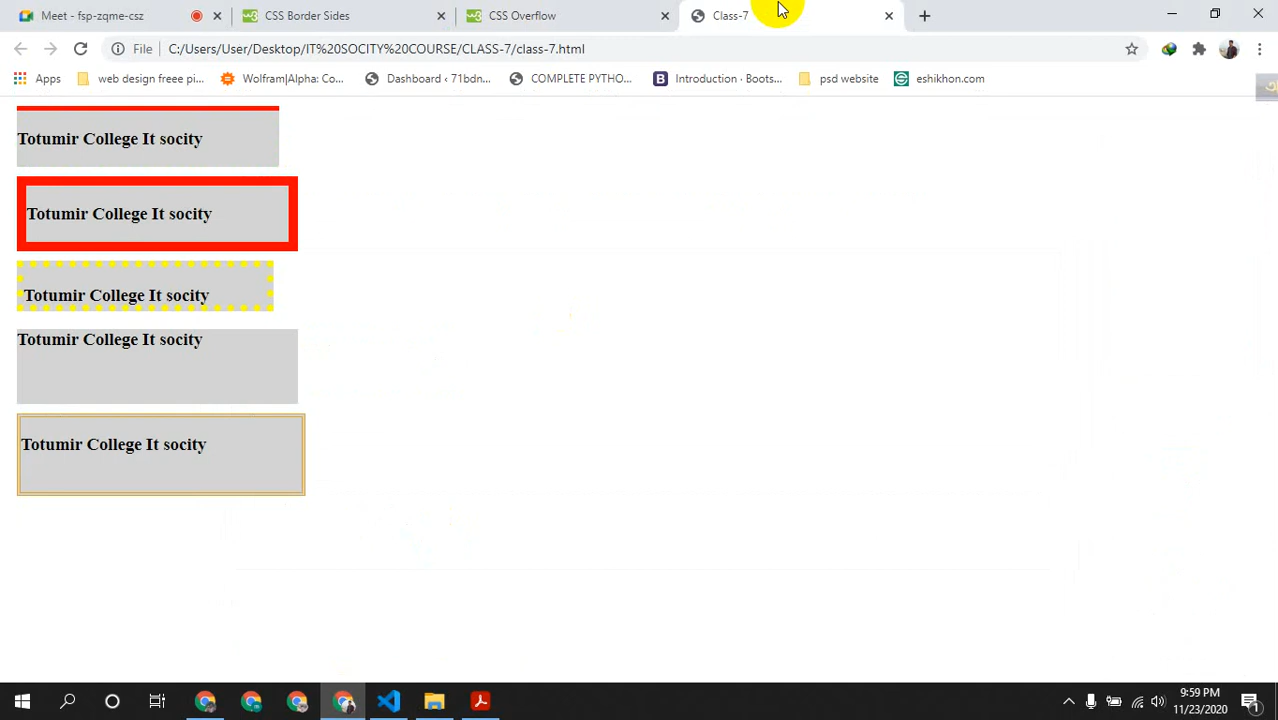 Meet - fsp-zqme-csz
CSS Border Sides
CSS Overflow
Class-7
File
C:/Users/User/Desktop/IT%20SOCITY%20COURSE/CLASS-7/class-7.html
Apps
web design freee pi...
Wolfram|Alpha: Co...
Dashboard ‹ 71bdn...
COMPLETE PYTHO...
Introduction · Boots...
psd website
eshikhon.com
Totumir College It socity
Totumir College It socity
Totumir College It socity
Totumir College It socity
Totumir College It socity
9:59 PM
11/23/2020